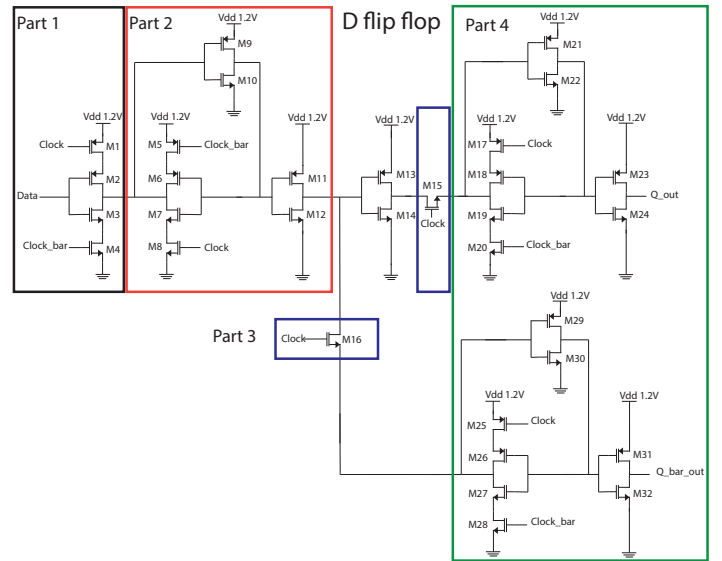 Part 1
Part 2
D flip flop
Part 4
Vdd 1.2V
M9
M10
Vdd 1.2V
M21
M22
Vdd 1.2V
Clock
M1
Data
M2
M3
Clock_bar
M4
Vdd 1.2V
M5
Clock_bar
M6
M7
M8
Clock
Vdd 1.2V
M11
M12
Vdd 1.2V
M13
M14
M15
Clock
Vdd 1.2V
M17
Clock
M18
M19
M20
Clock_bar
Vdd 1.2V
M23
Q_out
M24
Part 3
Clock
M16
Vdd 1.2V
M29
M30
Vdd 1.2V
M25
Clock
M26
M27
M28
Clock_bar
Vdd 1.2V
M31
Q_bar_out
M32